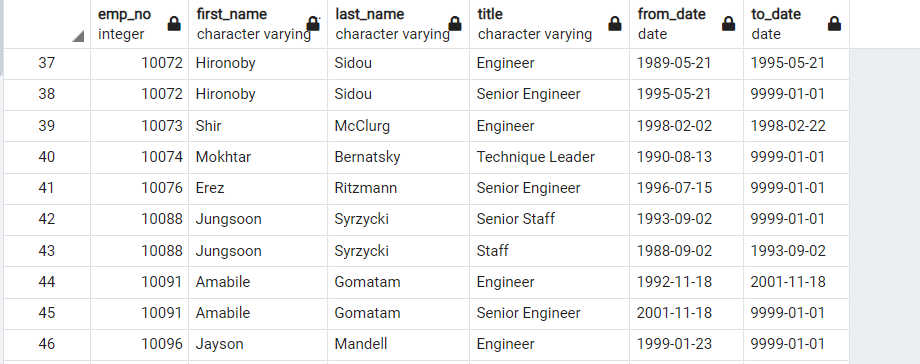 emp_no first_name last_name title from_date to_date
integer character varying character varying character varying date date
37 10072 Hironoby Sidou Engineer 1989-05-21 1995-05-21
38 10072 Hironoby Sidou Senior Engineer 1995-05-21 9999-01-01
39 10073 Shir McClurg Engineer 1998-02-02 1998-02-22
40 10074 Mokhtar Bernatsky Technique Leader 1990-08-13 9999-01-01
41 10076 Erez Ritzmann Senior Engineer 1996-07-15 9999-01-01
42 10088 Jungsoon Syrzycki Senior Staff 1993-09-02 9999-01-01
43 10088 Jungsoon Syrzycki Staff 1988-09-02 1993-09-02
44 10091 Amabile Gomatam Engineer 1992-11-18 2001-11-18
45 10091 Amabile Gomatam Senior Engineer 2001-11-18 9999-01-01
46 10096 Jayson Mandell Engineer 1999-01-23 9999-01-01